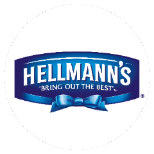 HELLMANN'S
"BRING OUT THE BEST"
®